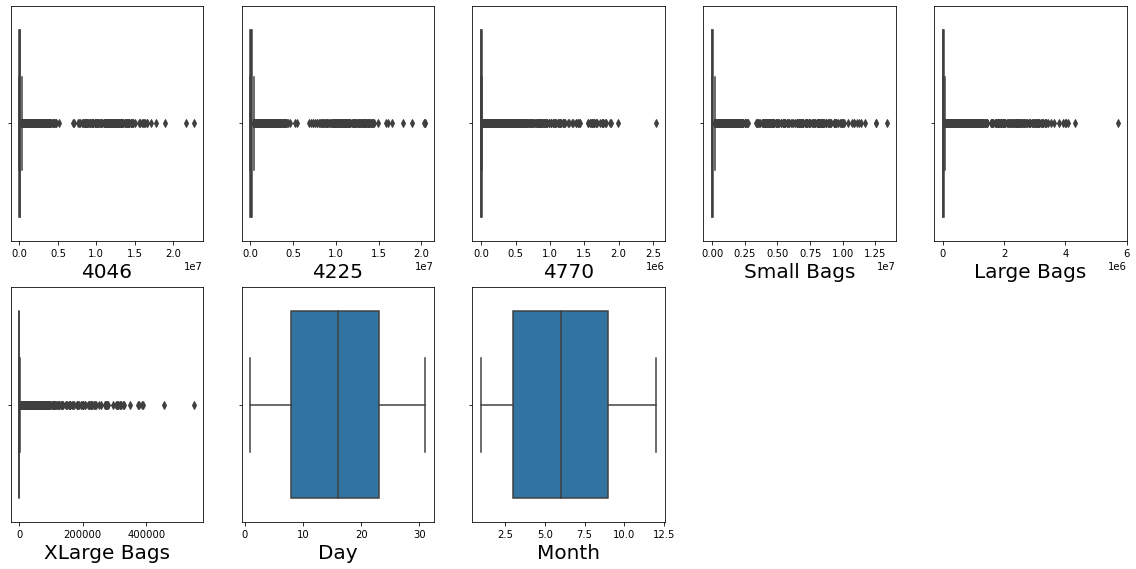 0.0 0.5 1.0 1.5 2.0
1e7
4046
0.0 0.5 1.0 1.5 2.0
1e7
4225
0.0 0.5 1.0 1.5 2.0 2.5
1e6
4770
0.00 0.25 0.50 0.75 1.00 1.25
1e7
Small Bags
0 2 4 6
1e6
Large Bags
0 200000 400000
XLarge Bags
0 10 20 30
Day
2.5 5.0 7.5 10.0 12.5
Month